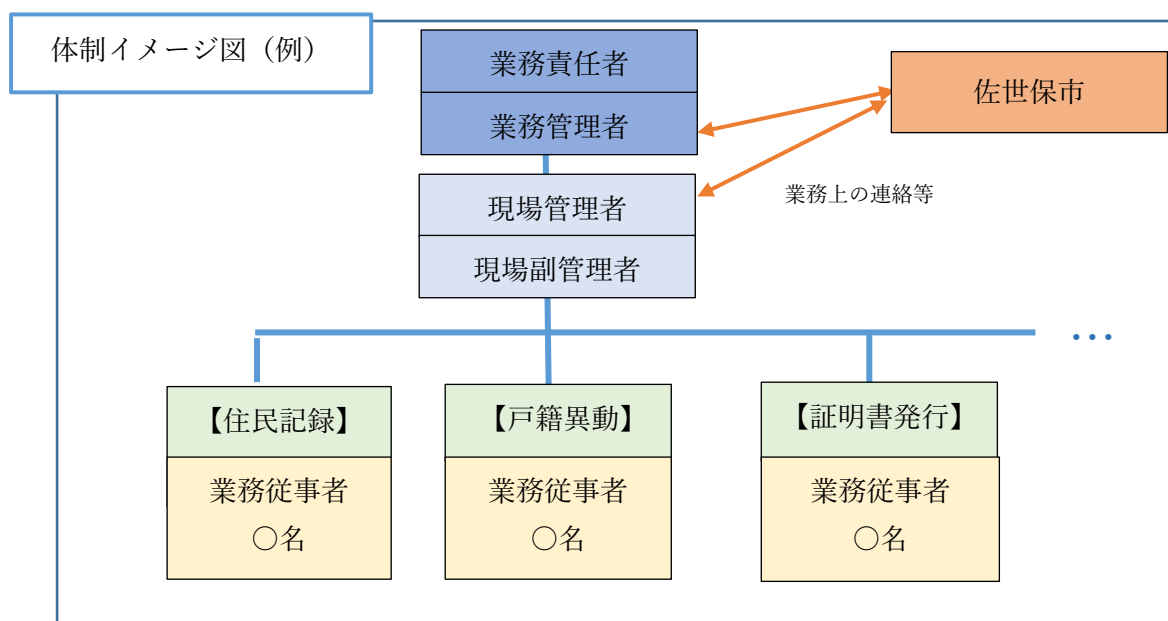 体制イメージ図（例）
業務責任者
業務管理者
佐世保市
現場管理者
現場副管理者
業務上の連絡等
…
【住民記録】
業務従事者
〇名
【戸籍異動】
業務従事者
〇名
【証明書発行】
業務従事者
〇名